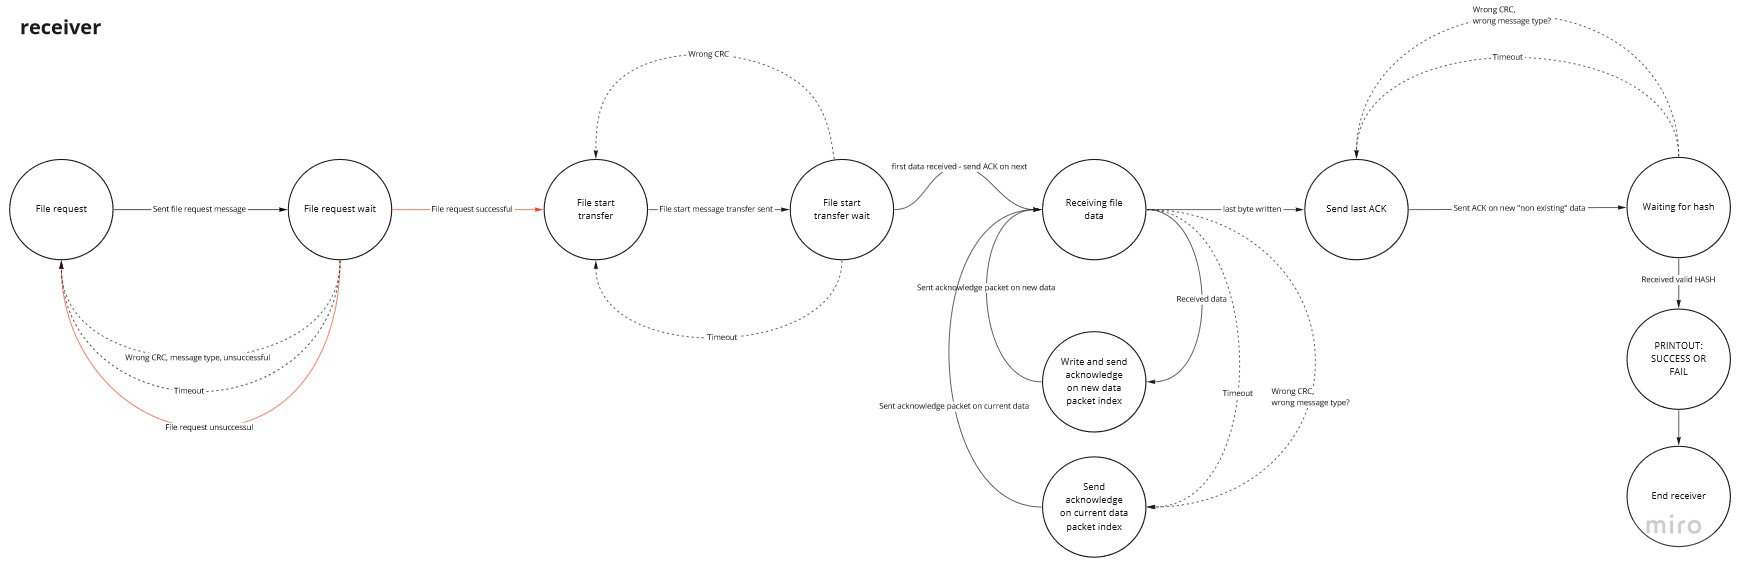 receiver
Wrong CRC,
wrong message type?
Wrong CRC
Timeout
first data received - send ACK on next
File request
Sent file request message
File request wait
File request successful
File start
transfer
File start message transfer sent
File start
transfer wait
Receiving file
data
last byte written
Send last ACK
Sent ACK on new "non existing" data
Waiting for hash
Received valid HASH
Sent acknowledge packet on new data
Received data
Timeout
Wrong CRC, message type, unsuccessful
Timeout
File request unsuccessul
Write and send
acknowledge
on new data
packet index
PRINTOUT:
SUCCESS OR
FAIL
Sent acknowledge packet on current data
Timeout
Wrong CRC,
wrong message type?
Send
acknowledge
on current data
packet index
End receiver
miro